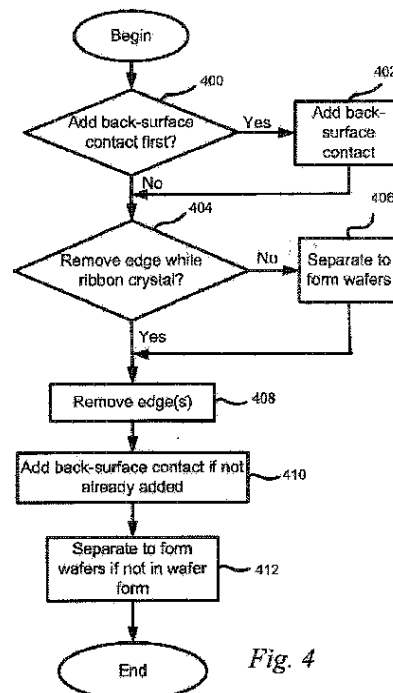 Begin
400
Add back-surface
contact first?
Yes
402
Add back-
surface
contact
No
404
Remove edge while
ribbon crystal?
No
406
Separate to
form wafers
Yes
Remove edge(s)
408
Add back-surface contact if not
already added
410
Separate to form
wafers if not in wafer
form
412
End
Fig. 4